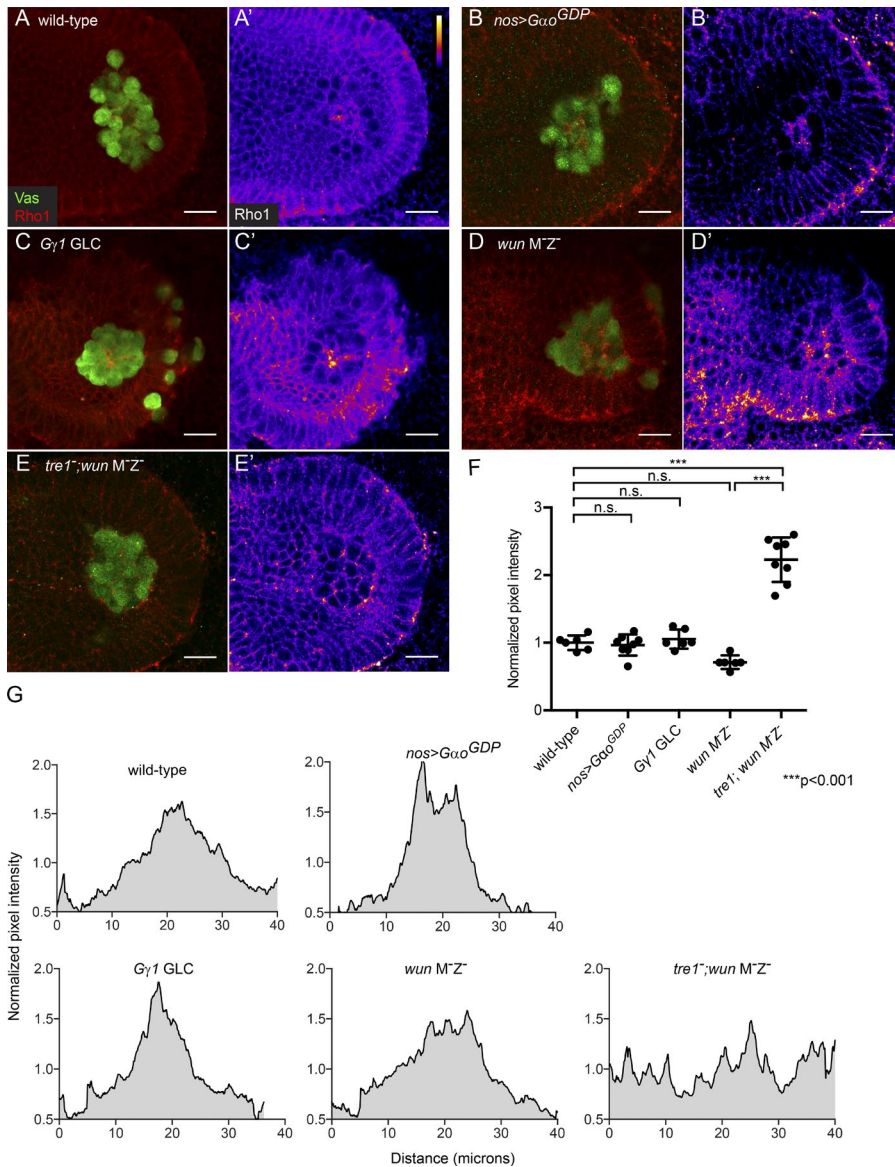 A wild-type
A'
B nos>GαoGDP
B'
Vas
Rho1
Rho1
C Gγ1 GLC
C'
D wun M-Z-
D'
E tre1-;wun M-Z-
E'
F
***
n.s.
***
n.s.
n.s.
Normalized pixel intensity
3
2
1
0
wild-type
nos>GαoGDP
Gγ1 GLC
wun M-Z-
tre1; wun M-Z-
***p<0.001
G
Normalized pixel intensity
wild-type
2.0
1.5
1.0
0.5
0 10 20 30 40
nos>GαoGDP
2.0
1.5
1.0
0.5
0 10 20 30 40
Gγ1 GLC
2.0
1.5
1.0
0.5
0 10 20 30 40
wun M-Z-
2.0
1.5
1.0
0.5
0 10 20 30 40
tre1-;wun M-Z-
2.0
1.5
1.0
0.5
0 10 20 30 40
Distance (microns)